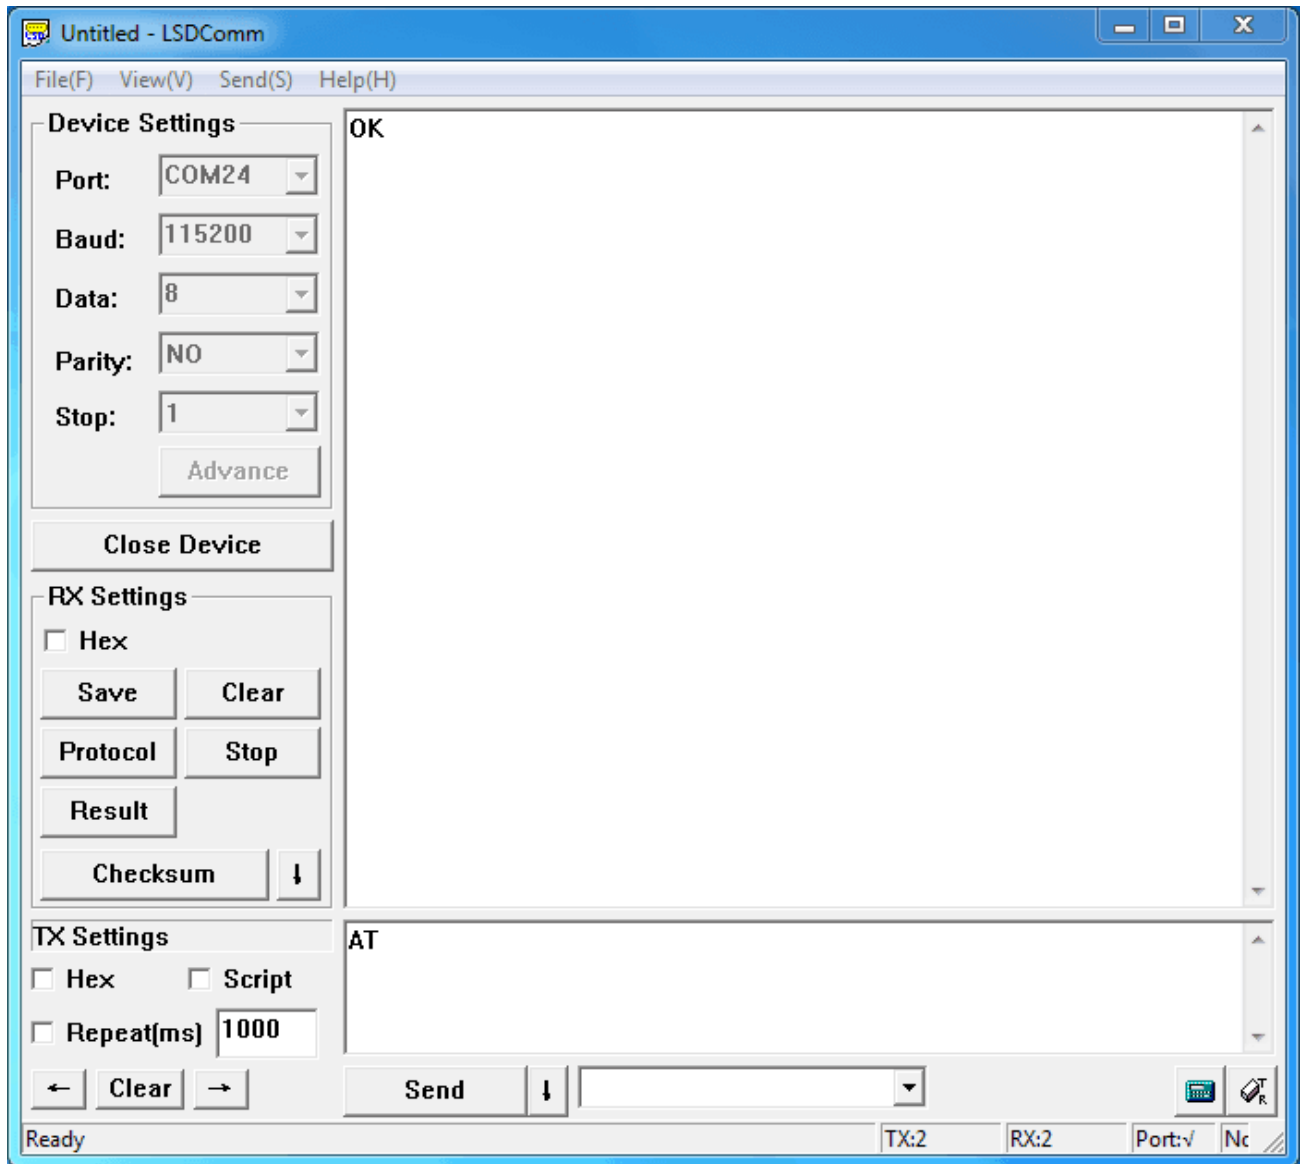 Untitled - LSDComm
File(F) View(V) Send(S) Help(H)
Device Settings
Port: COM24
Baud: 115200
Data: 8
Parity: NO
Stop: 1
Advance
Close Device
RX Settings
Hex
Save Clear
Protocol Stop
Result
Checksum
OK
TX Settings
Hex Script
Repeat(ms) 1000
Clear
AT
Send
Ready TX:2 RX:2 Port:√